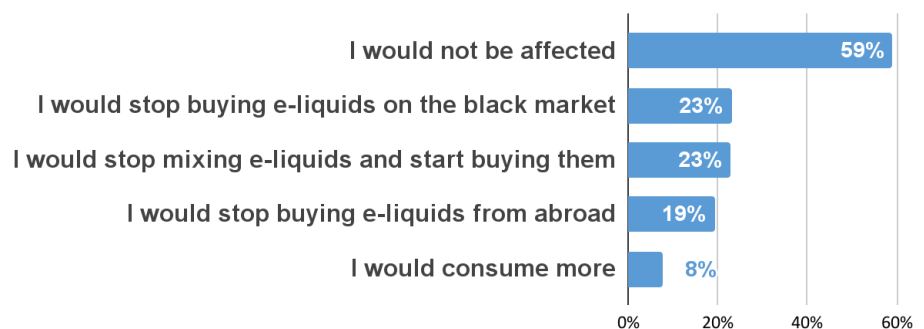 I would not be affected 59%
I would stop buying e-liquids on the black market 23%
I would stop mixing e-liquids and start buying them 23%
I would stop buying e-liquids from abroad 19%
I would consume more 8%
0% 20% 40% 60%